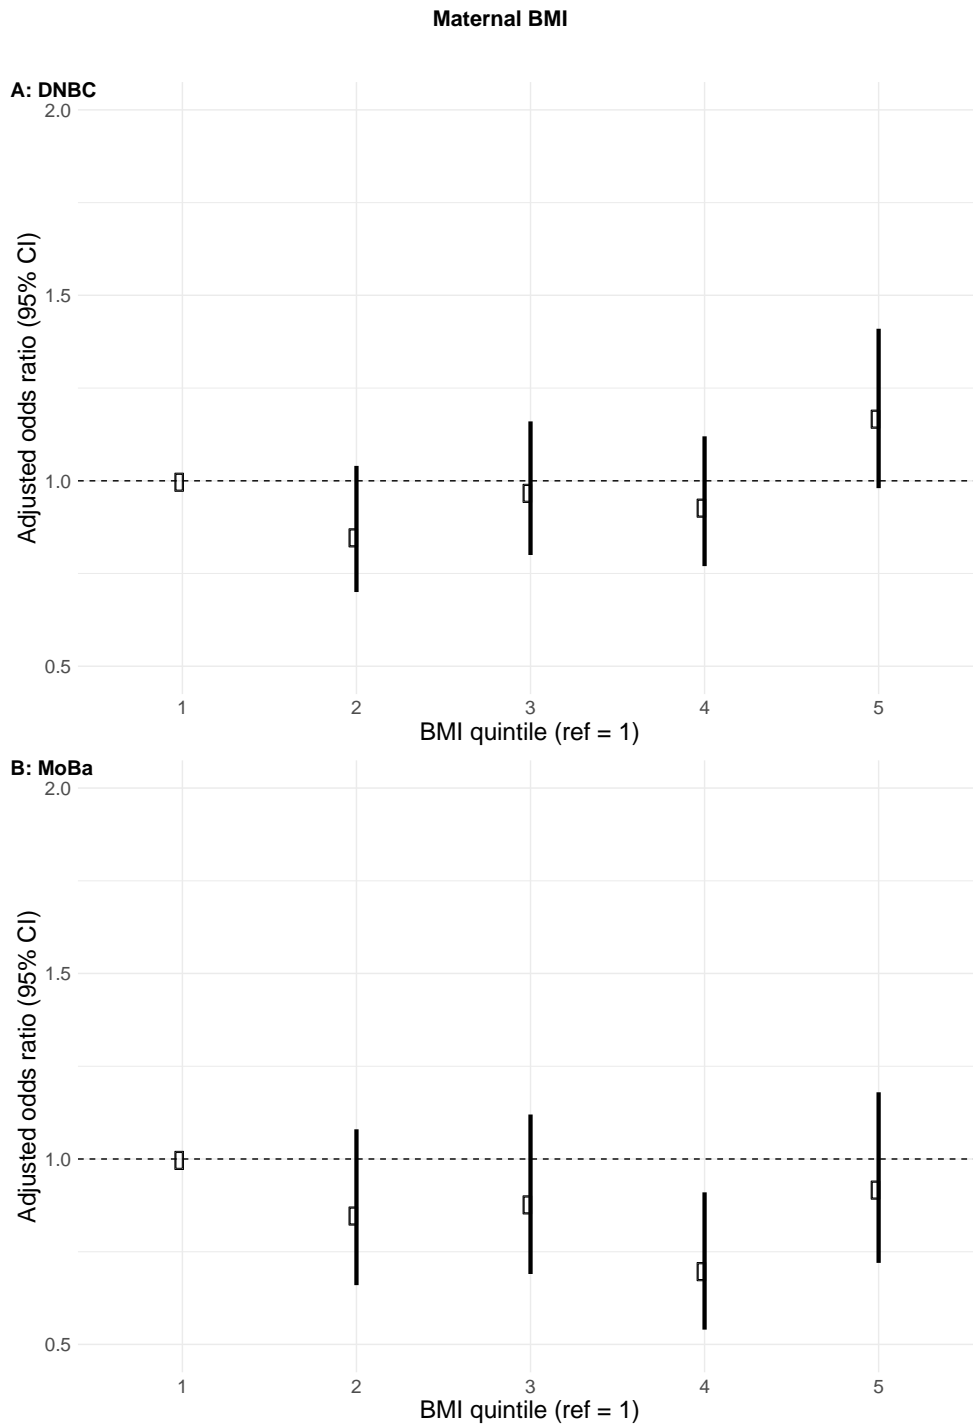 Maternal BMI
A: DNBC
2.0
1.5
1.0
0.5
Adjusted odds ratio (95% CI)
1 2 3 4 5
BMI quintile (ref = 1)
B: MoBa
2.0
1.5
1.0
0.5
Adjusted odds ratio (95% CI)
1 2 3 4 5
BMI quintile (ref = 1)